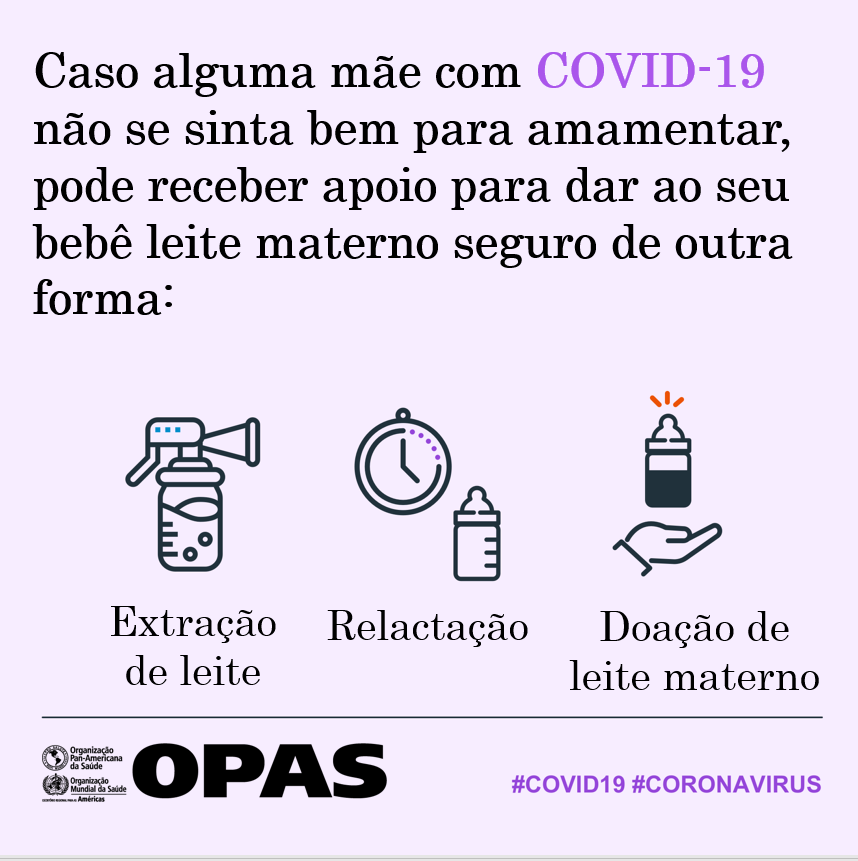 Caso alguma mãe com COVID-19
não se sinta bem para amamentar,
pode receber apoio para dar ao seu
bebê leite materno seguro de outra
forma:
Extração
de leite
Relactação
Doação de
leite materno
Organização
Pan-Americana
da Saúde
Organização
Mundial da Saúde
ESCRITÓRIO REGIONAL PARA AS Américas
OPAS
#COVID19 #CORONAVIRUS